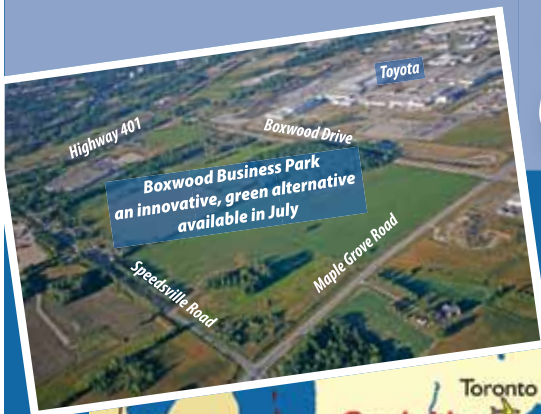 Toyota
Highway 401
Boxwood Drive
Boxwood Business Park
an innovative, green alternative
available in July
Speedsville Road
Maple Grove Road
Toronto